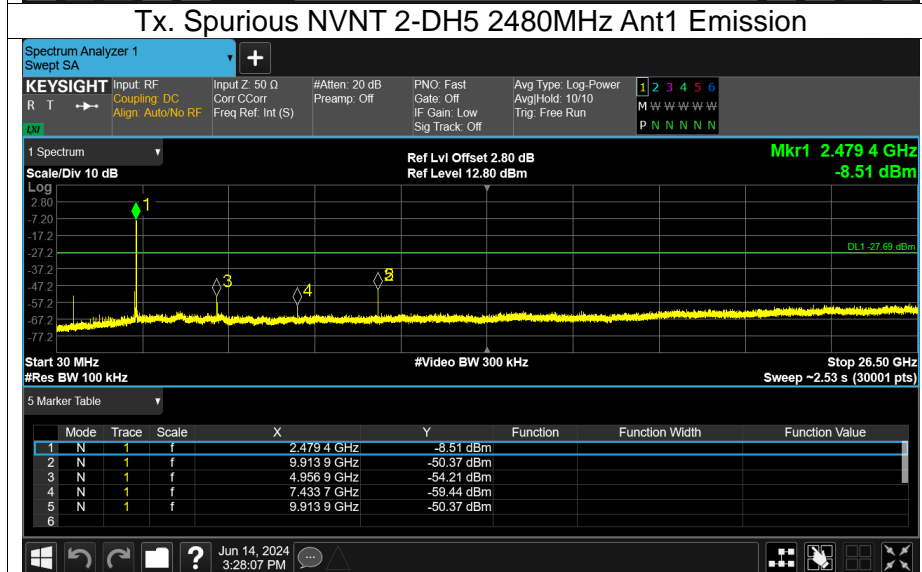 Tx. Spurious NVNT 2-DH5 2480MHz Ant1 Emission
Spectrum Analyzer 1
Swept SA
+
KEYSIGHT Input: RF Input Z: 50 Ω #Atten: 20 dB PNO: Fast Avg Type: Log-Power 1 2 3 4 5 6
R T Coupling: DC Corr CCorr Preamp: Off Gate: Off Avg|Hold: 10/10 M W W W W W
Align: Auto/No RF Freq Ref: Int (S) IF Gain: Low Trig: Free Run
LXI Sig Track: Off P N N N N N
1 Spectrum Ref Lvl Offset 2.80 dB Mkr1 2.479 4 GHz
Scale/Div 10 dB Ref Level 12.80 dBm -8.51 dBm
Log
2.80 1
-7.20
-17.2
-27.2 DL1 -27.69 dBm
-37.2
-47.2 3
-57.2 4
-67.2
-77.2
Start 30 MHz #Video BW 300 kHz Stop 26.50 GHz
#Res BW 100 kHz Sweep ~2.53 s (30001 pts)
5 Marker Table
Mode Trace Scale X Y Function Function Width Function Value
1 N 1 f 2.479 4 GHz -8.51 dBm
2 N 1 f 9.913 9 GHz -50.37 dBm
3 N 1 f 4.956 9 GHz -54.21 dBm
4 N 1 f 7.433 7 GHz -59.44 dBm
5 N 1 f 9.913 9 GHz -50.37 dBm
6
? Jun 14, 2024
3:28:07 PM